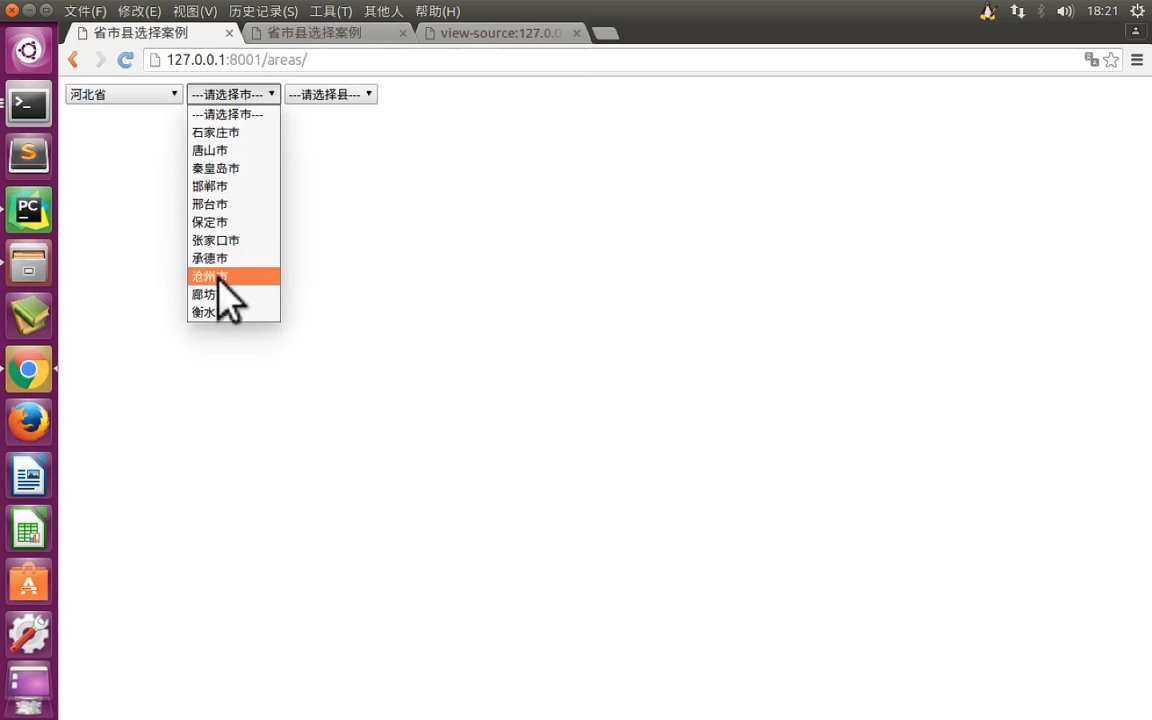 文件(F) 修改(E) 视图(V) 历史记录(S) 工具(T) 其他人 帮助(H) 18:21
省市县选择案例 省市县选择案例 view-source:127.0.0
127.0.0.1:8001/areas/
河北省 ---请选择市--- ---请选择县---
---请选择市---
石家庄市
唐山市
秦皇岛市
邯郸市
邢台市
保定市
张家口市
承德市
沧州市
廊坊
衡水
PC